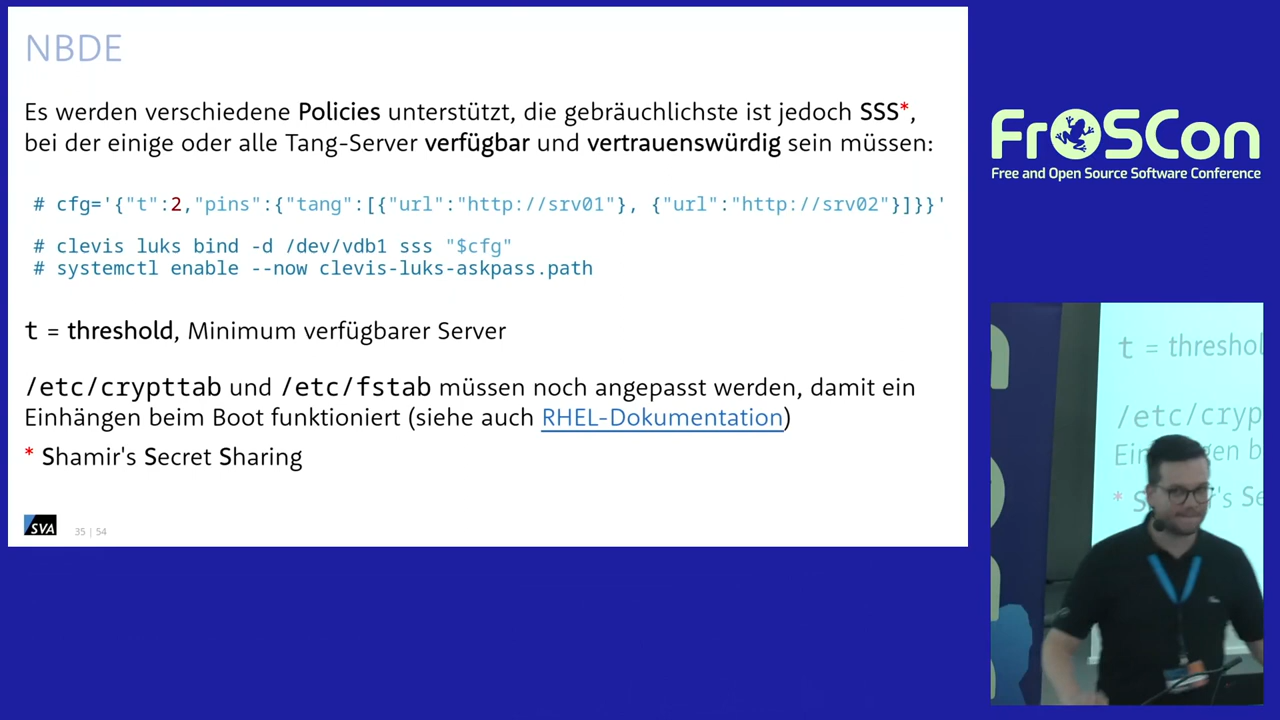 NBDE
Es werden verschiedene Policies unterstützt, die gebräuchlichste ist jedoch SSS*,
bei der einige oder alle Tang-Server verfügbar und vertrauenswürdig sein müssen:
# cfg='{"t":2,"pins":{"tang":[{"url":"http://srv01"}, {"url":"http://srv02"}]}}'
# clevis luks bind -d /dev/vdb1 sss "$cfg"
# systemctl enable --now clevis-luks-askpass.path
t = threshold, Minimum verfügbarer Server
/etc/crypttab und /etc/fstab müssen noch angepasst werden, damit ein
Einhängen beim Boot funktioniert (siehe auch RHEL-Dokumentation)
* Shamir's Secret Sharing
SVA
35 | 54
FrOSCon
Free and Open Source Software Conference
t = threshol
/etc/cryp